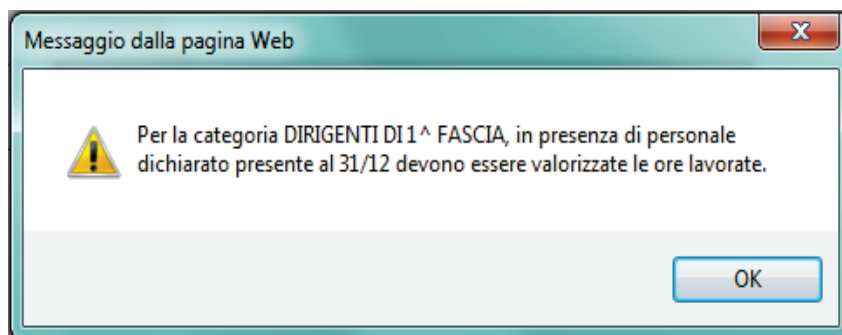 Messaggio dalla pagina Web
X
Per la categoria DIRIGENTI DI 1^ FASCIA, in presenza di personale
dichiarato presente al 31/12 devono essere valorizzate le ore lavorate.
OK